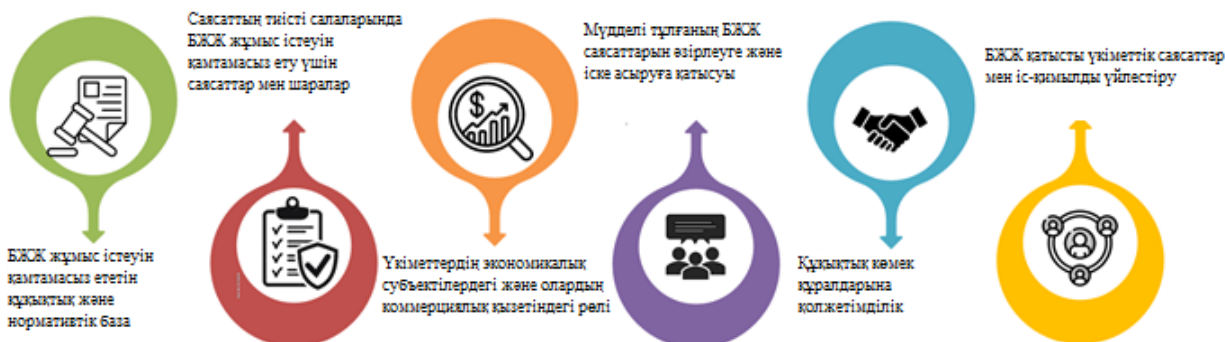 БЖЖ жұмыс істеуін
қамтамасыз ететін
құқықтық және
нормативтік база
Саясаттың тиісті салаларында
БЖЖ жұмыс істеуін
қамтамасыз ету үшін
саясаттар мен шаралар
Үкіметтердің экономикалық
субъектілердегі және олардың
коммерциялық қызетіндегі рөлі
Мүдделі тұлғаның БЖЖ
саясаттарын әзірлеуге және
іске асыруға қатысуы
Құқықтық көмек
құралдарына
қолжетімділік
БЖЖ қатысты үкіметтік саясаттар
мен іс-қимылды үйлестіру